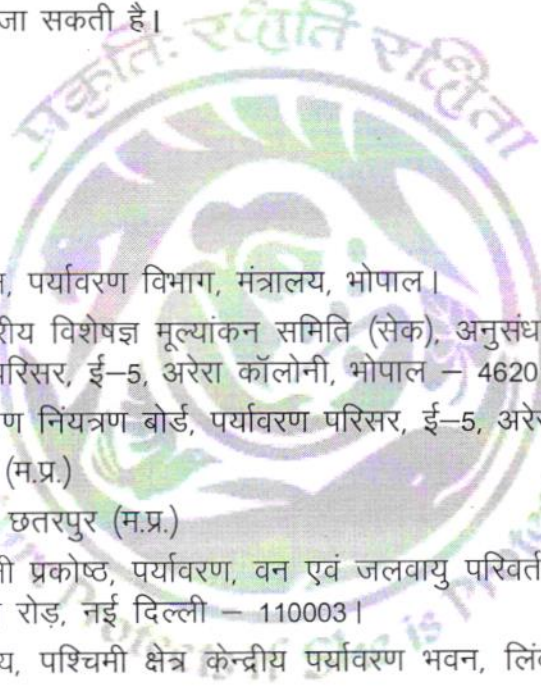 जा सकती है।
प्रकृतिः रक्षति रक्षिता
पर्यावरण विभाग, मंत्रालय, भोपाल।
विशेषज्ञ मूल्यांकन समिति (सेक), अनुसंधा
परिसर, ई–5, अरेरा कॉलोनी, भोपाल – 4620
निंयत्रण बोर्ड, पर्यावरण परिसर, ई–5, अरेर
(म.प्र.)
छतरपुर (म.प्र.)
प्रकोष्ठ, पर्यावरण, वन एवं जलवायु परिवर्त
रोड़, नई दिल्ली – 110003।
पश्चिमी क्षेत्र केन्द्रीय पर्यावरण भवन, लिंक